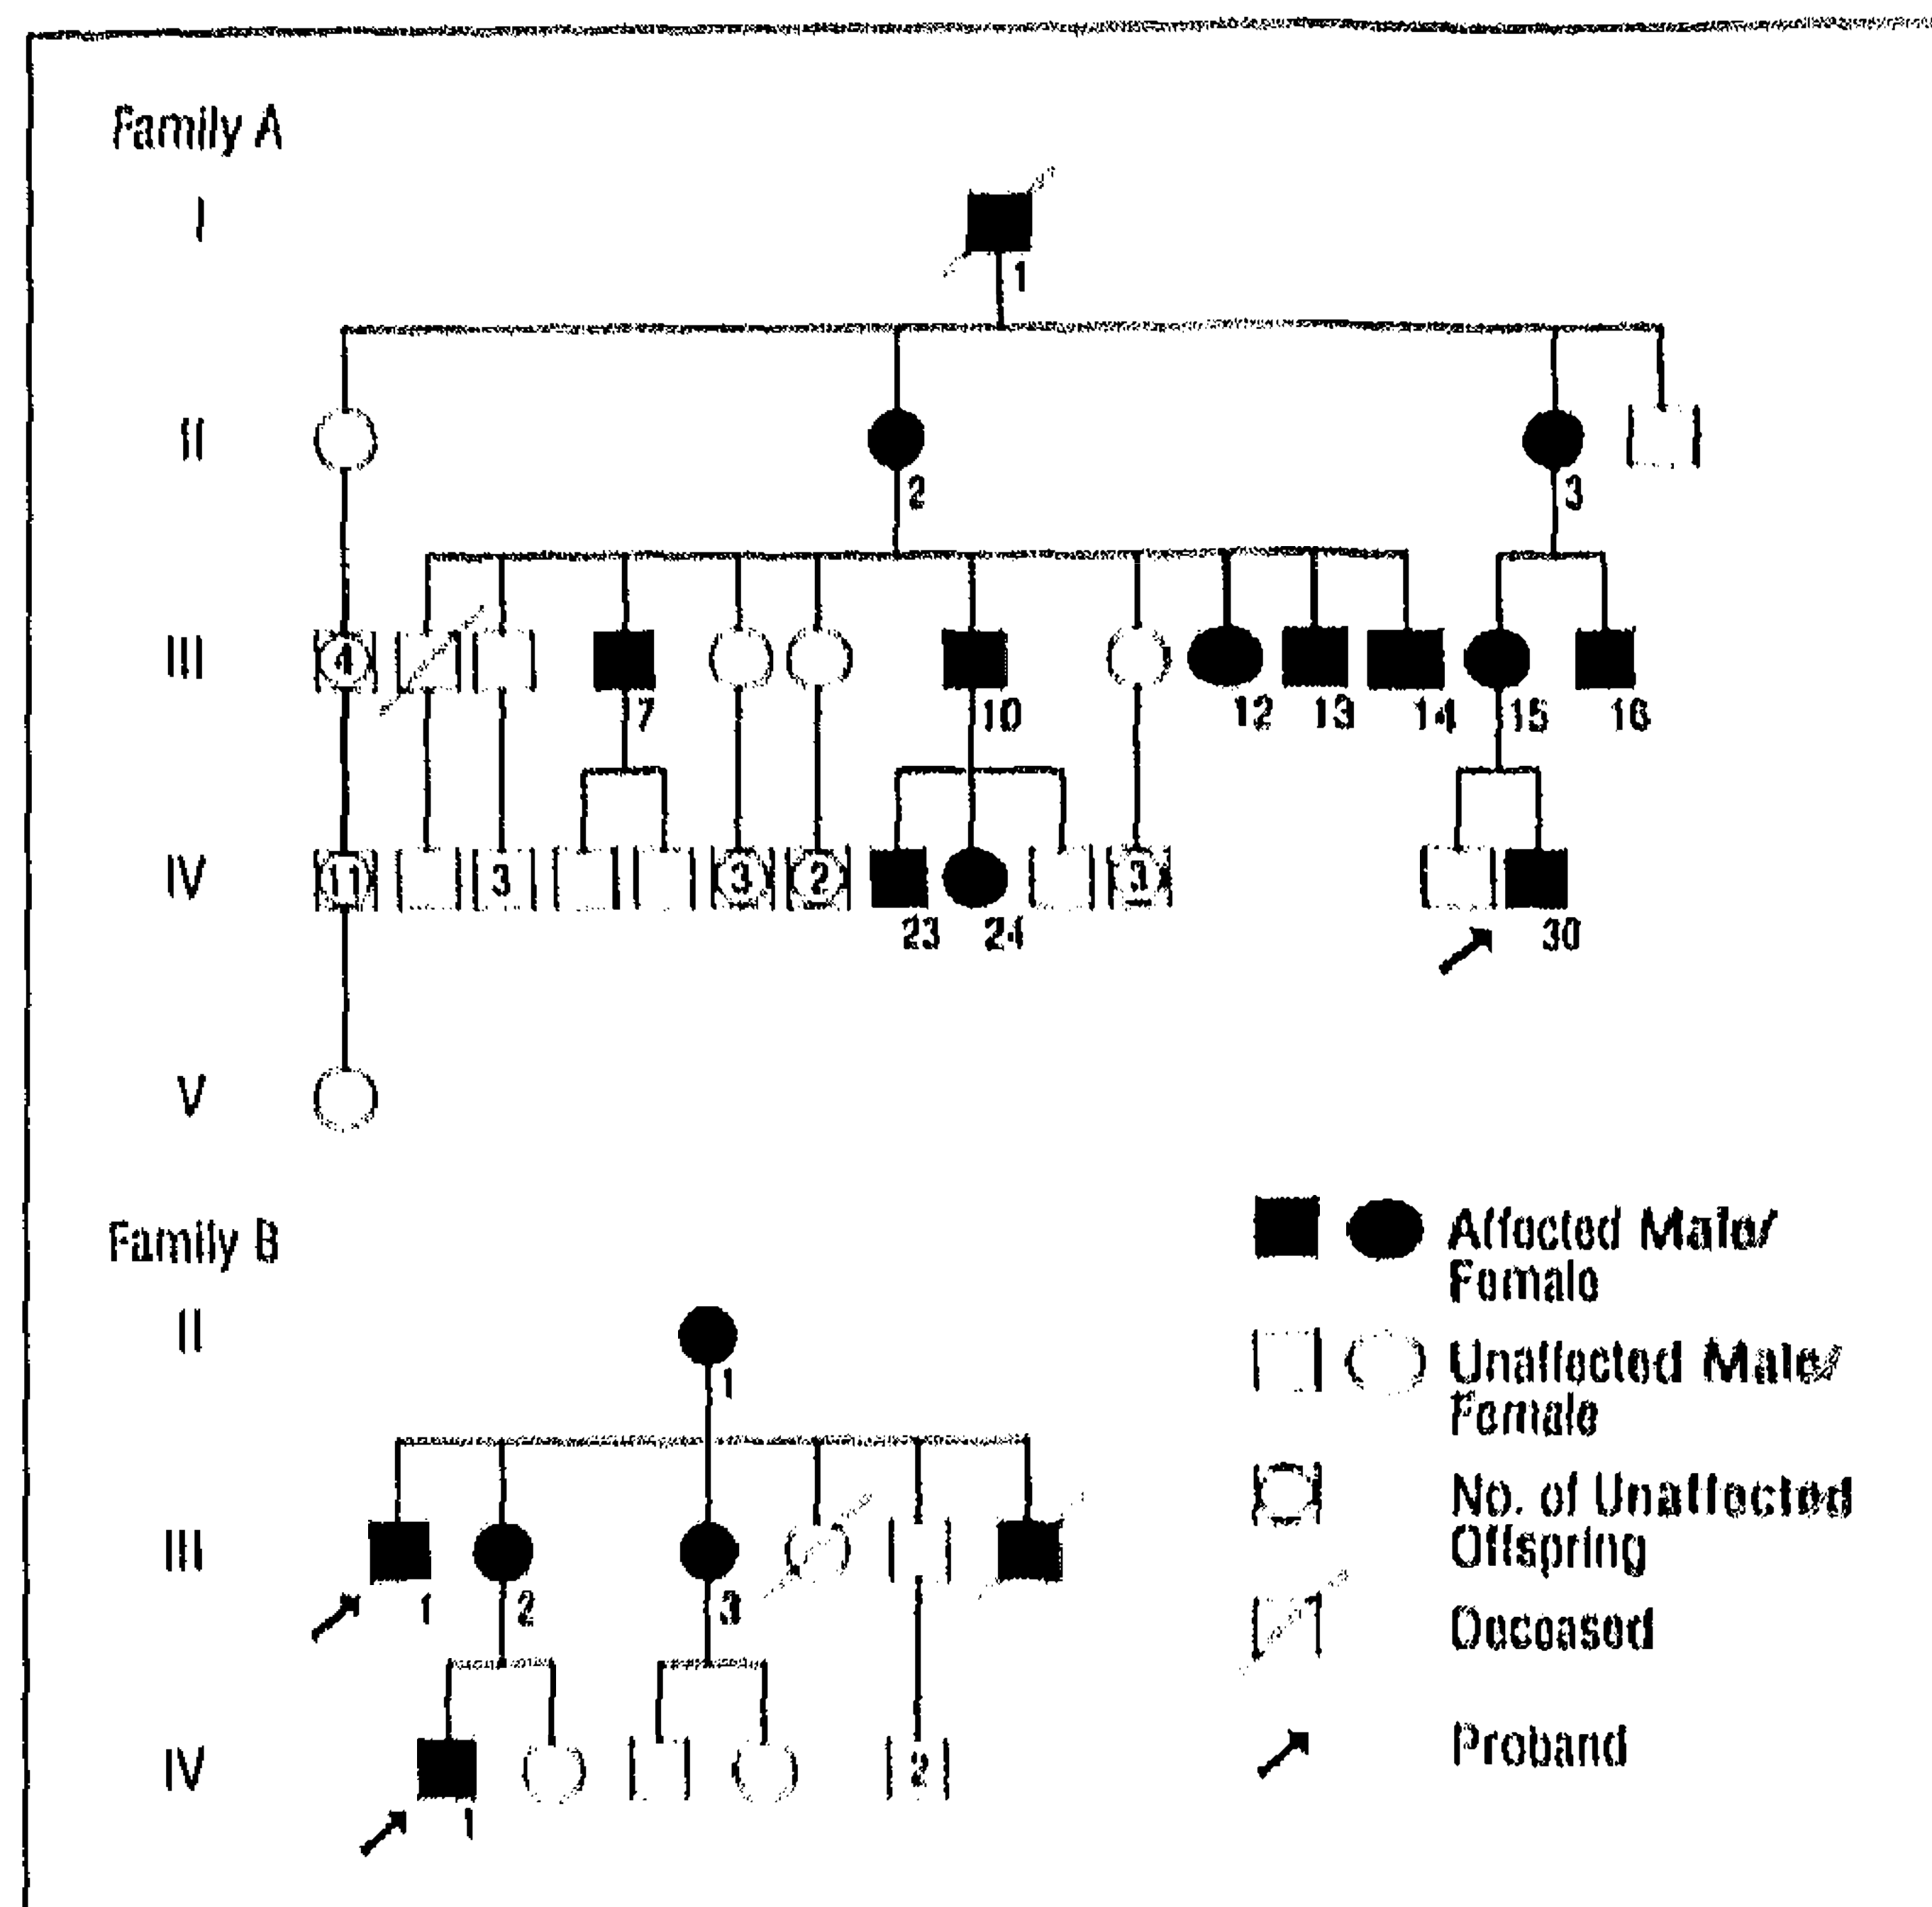 Family A
I
1
II
2
3
III
4
7
10
12
13
14
15
16
IV
11
3
3
2
23
24
30
V
Family B
II
1
III
1
2
3
IV
1
2
Affected Male/
Female
Unaffected Male/
Female
No. of Unaffected
Offspring
Deceased
Proband